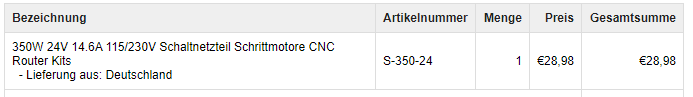 Bezeichnung Artikelnummer Menge Preis Gesamtsumme
350W 24V 14.6A 115/230V Schaltnetzteil Schrittmotore CNC
Router Kits S-350-24 1 €28,98 €28,98
- Lieferung aus: Deutschland